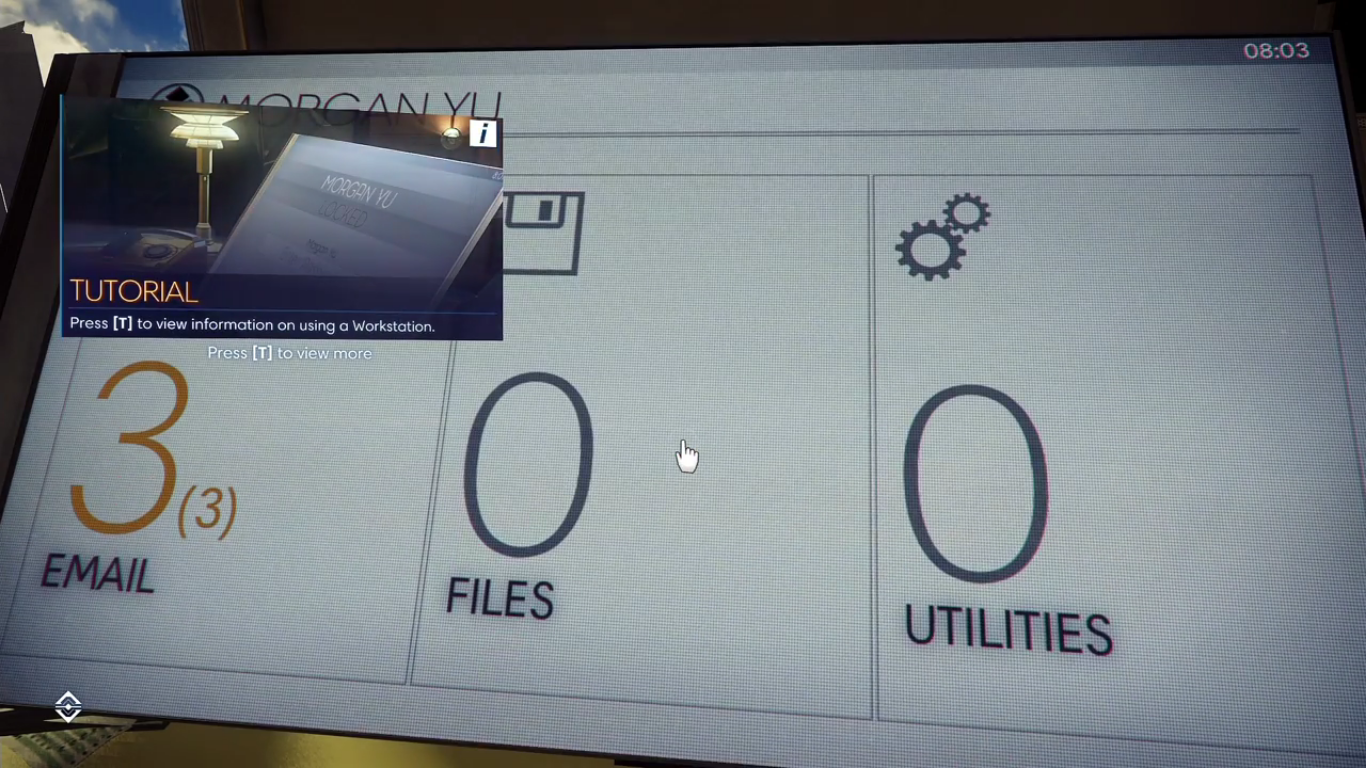 08:03
MORGAN YU
i
MORGAN YU
LOCKED
TUTORIAL
Press [T] to view information on using a Workstation.
Press [T] to view more
3 (3)
EMAIL
0
FILES
0
UTILITIES